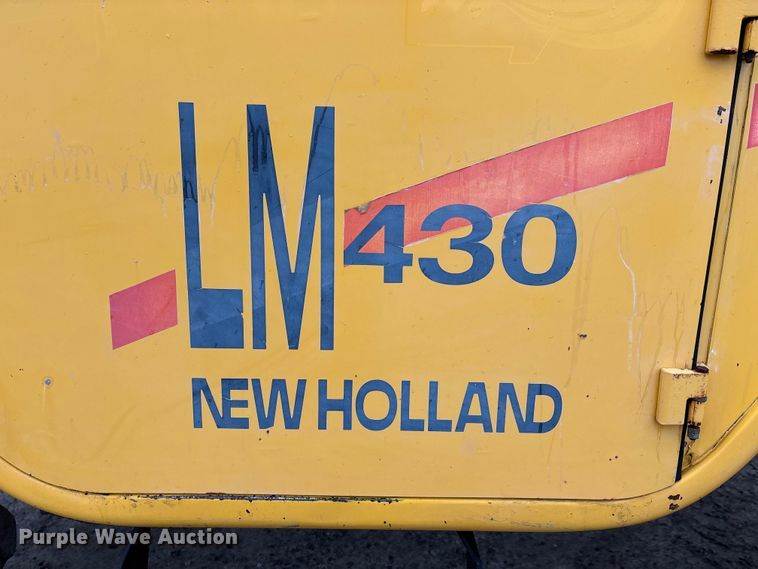 LM430
NEW HOLLAND
Purple Wave Auction